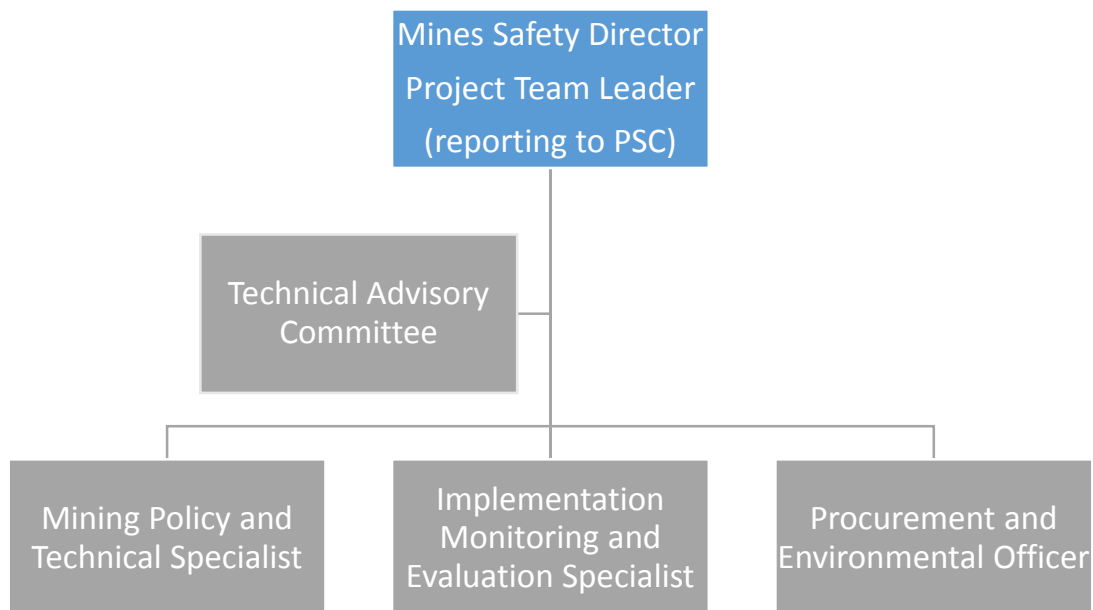 Mines Safety Director
Project Team Leader
(reporting to PSC)
Technical Advisory
Committee
Mining Policy and
Technical Specialist
Implementation
Monitoring and
Evaluation Specialist
Procurement and
Environmental Officer